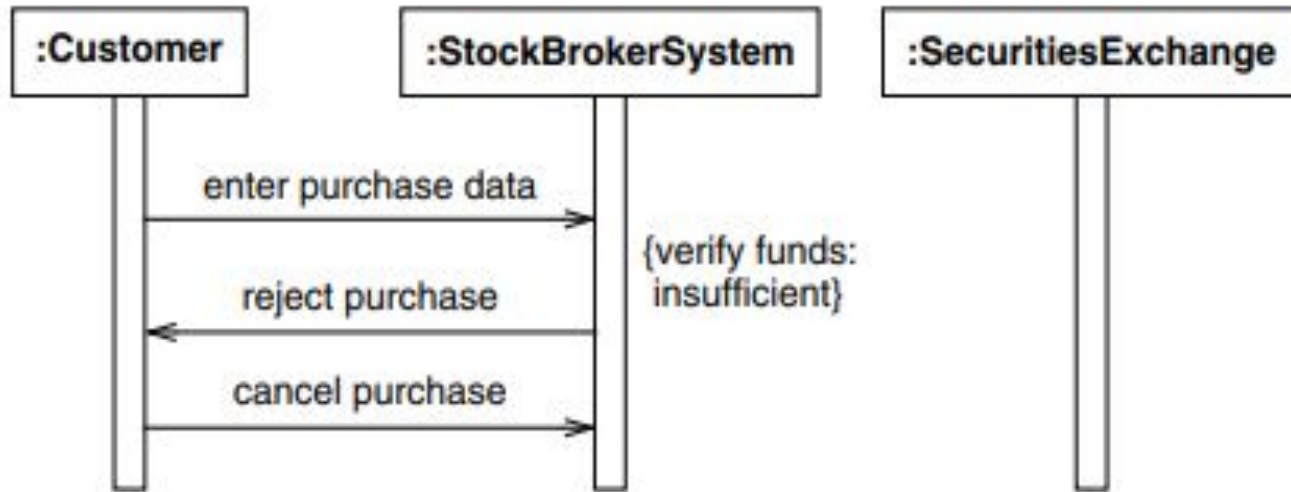 :Customer
:StockBrokerSystem
:SecuritiesExchange
enter purchase data
{verify funds:
insufficient}
reject purchase
cancel purchase